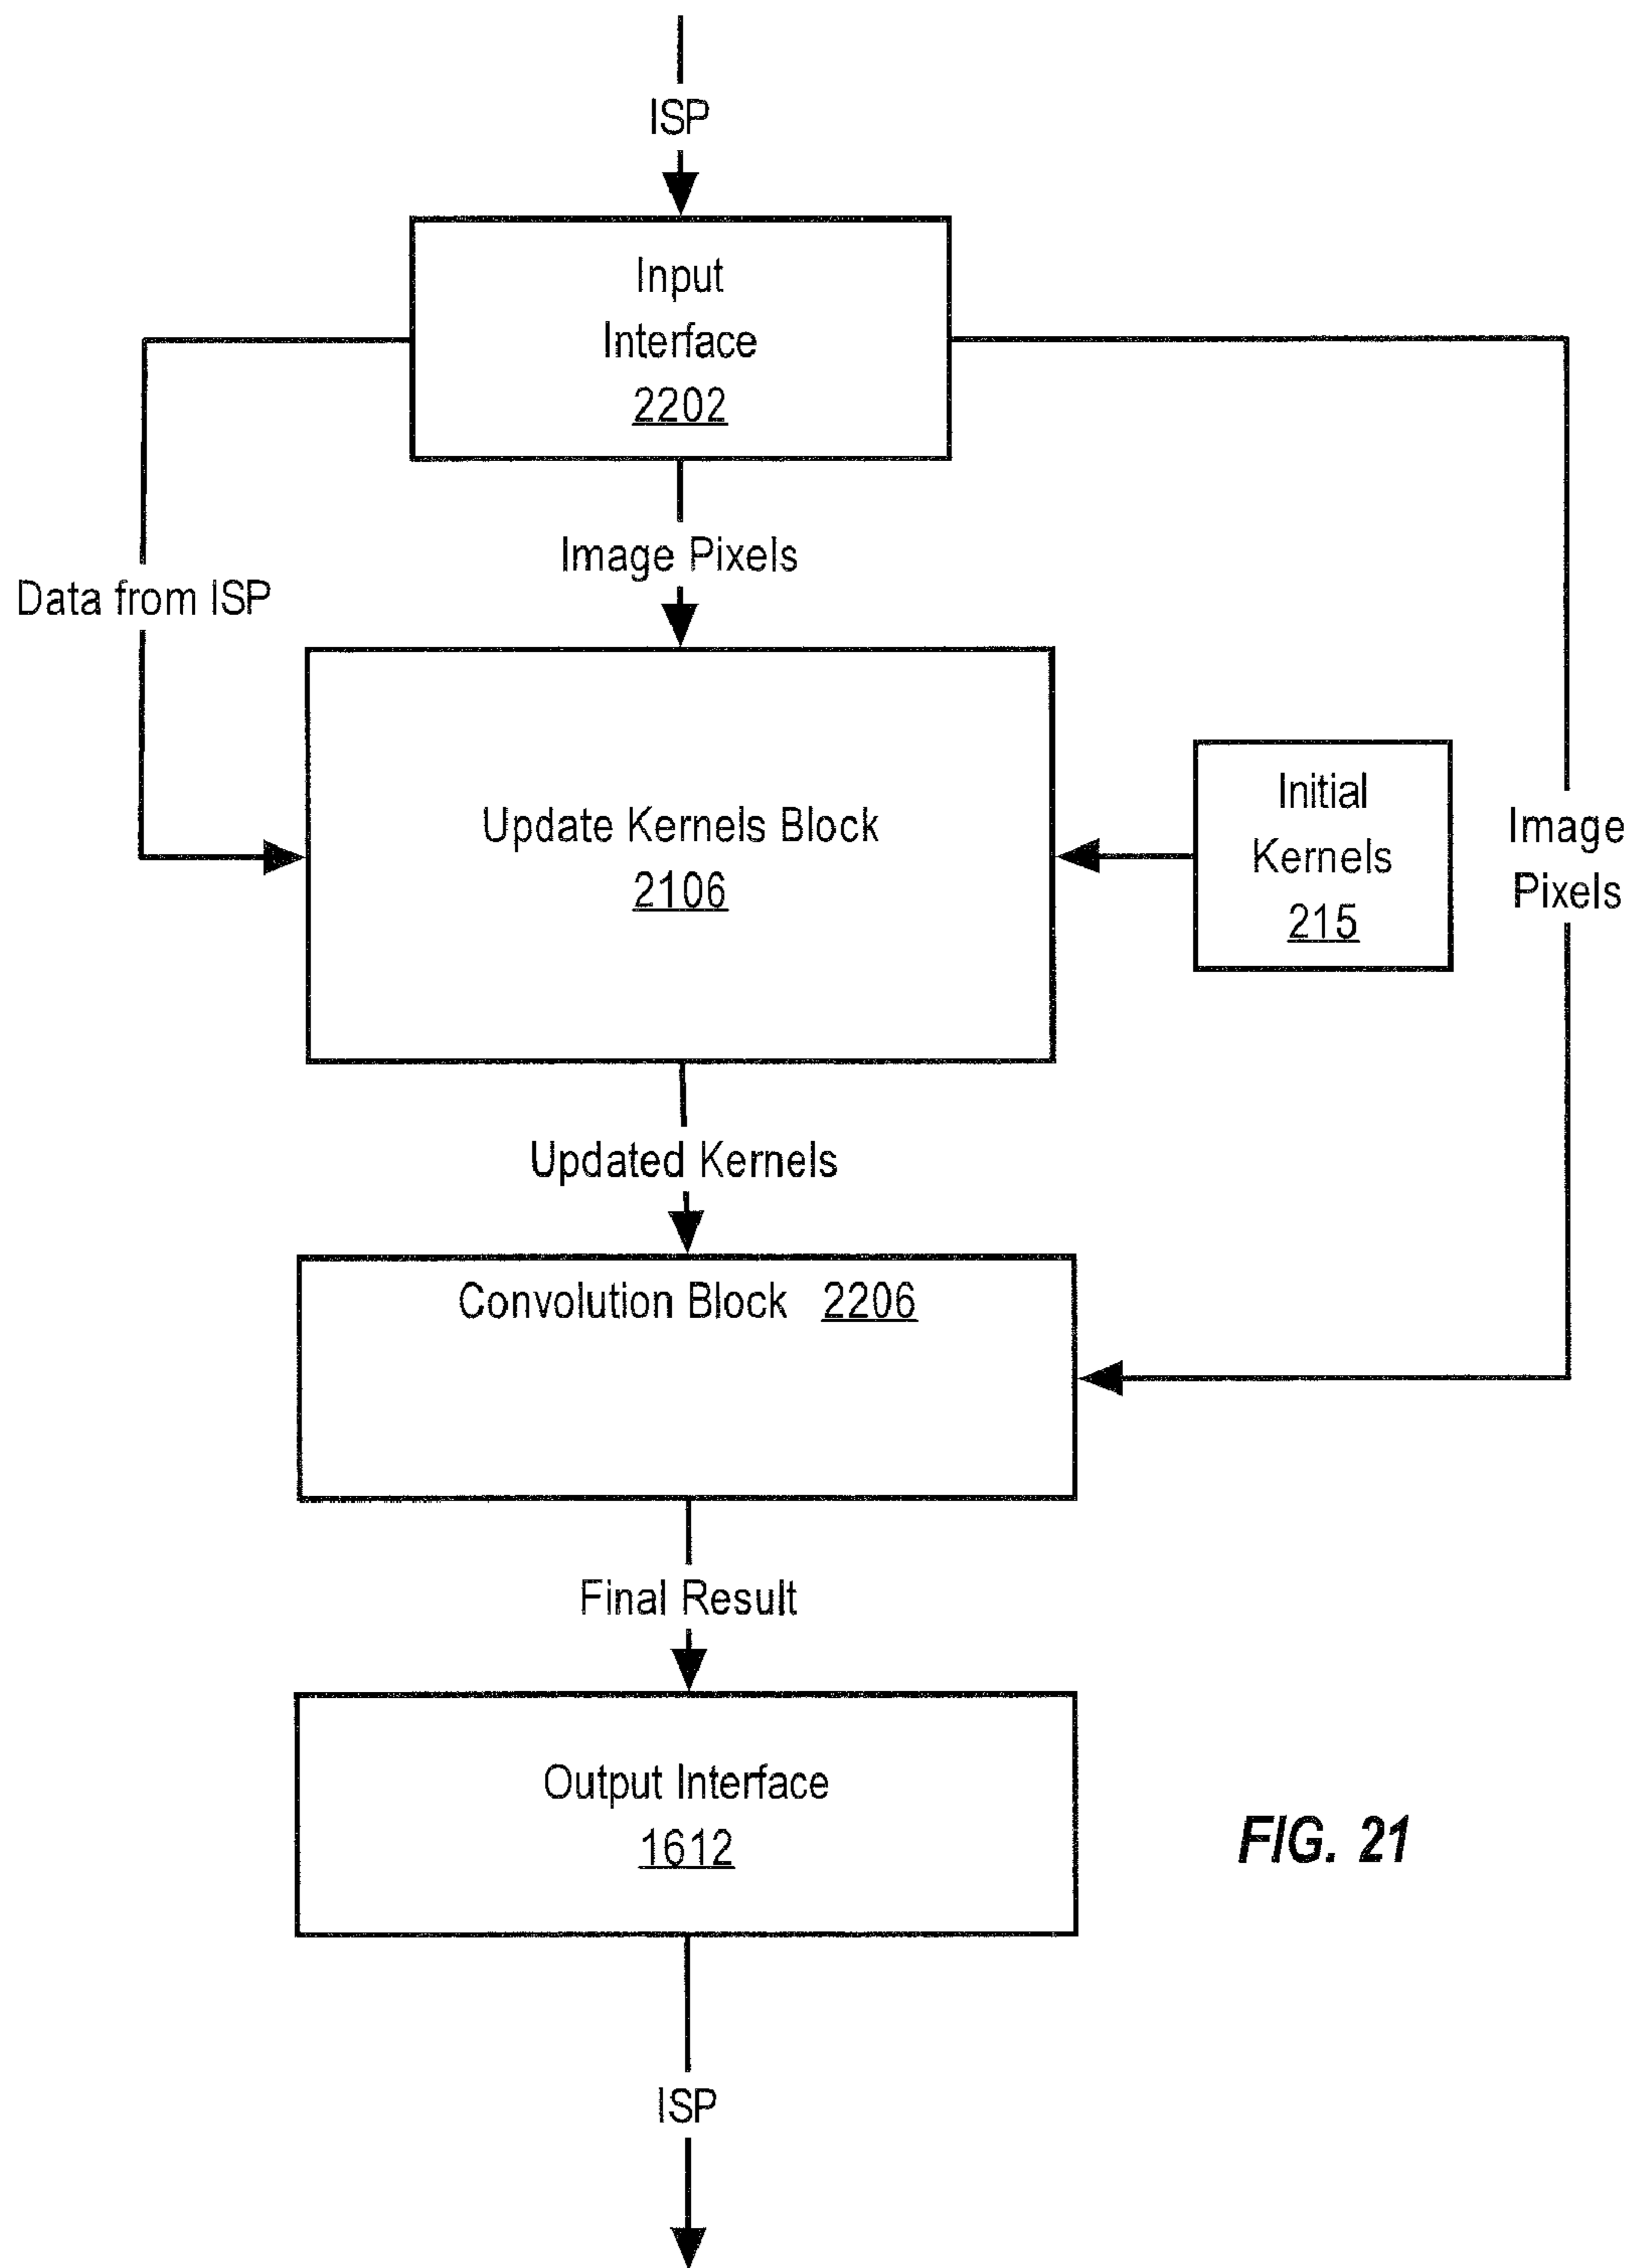 ISP
Input
Interface
2202
Image Pixels
Data from ISP
Update Kernels Block
2106
Initial
Kernels
215
Image
Pixels
Updated Kernels
Convolution Block 2206
Final Result
Output Interface
1612
FIG. 21
ISP